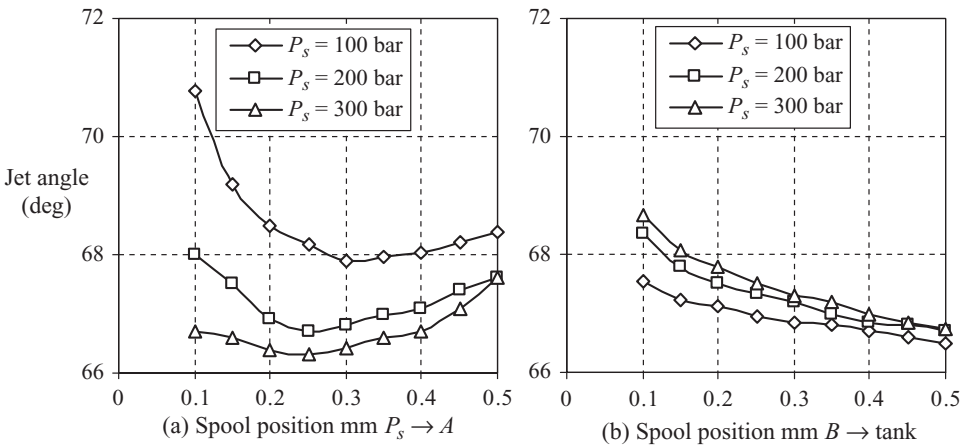 72
70
68
66
Jet angle
(deg)
P_s = 100 bar
P_s = 200 bar
P_s = 300 bar
0 0.1 0.2 0.3 0.4 0.5
(a) Spool position mm P_s → A
72
70
68
66
P_s = 100 bar
P_s = 200 bar
P_s = 300 bar
0 0.1 0.2 0.3 0.4 0.5
(b) Spool position mm B → tank